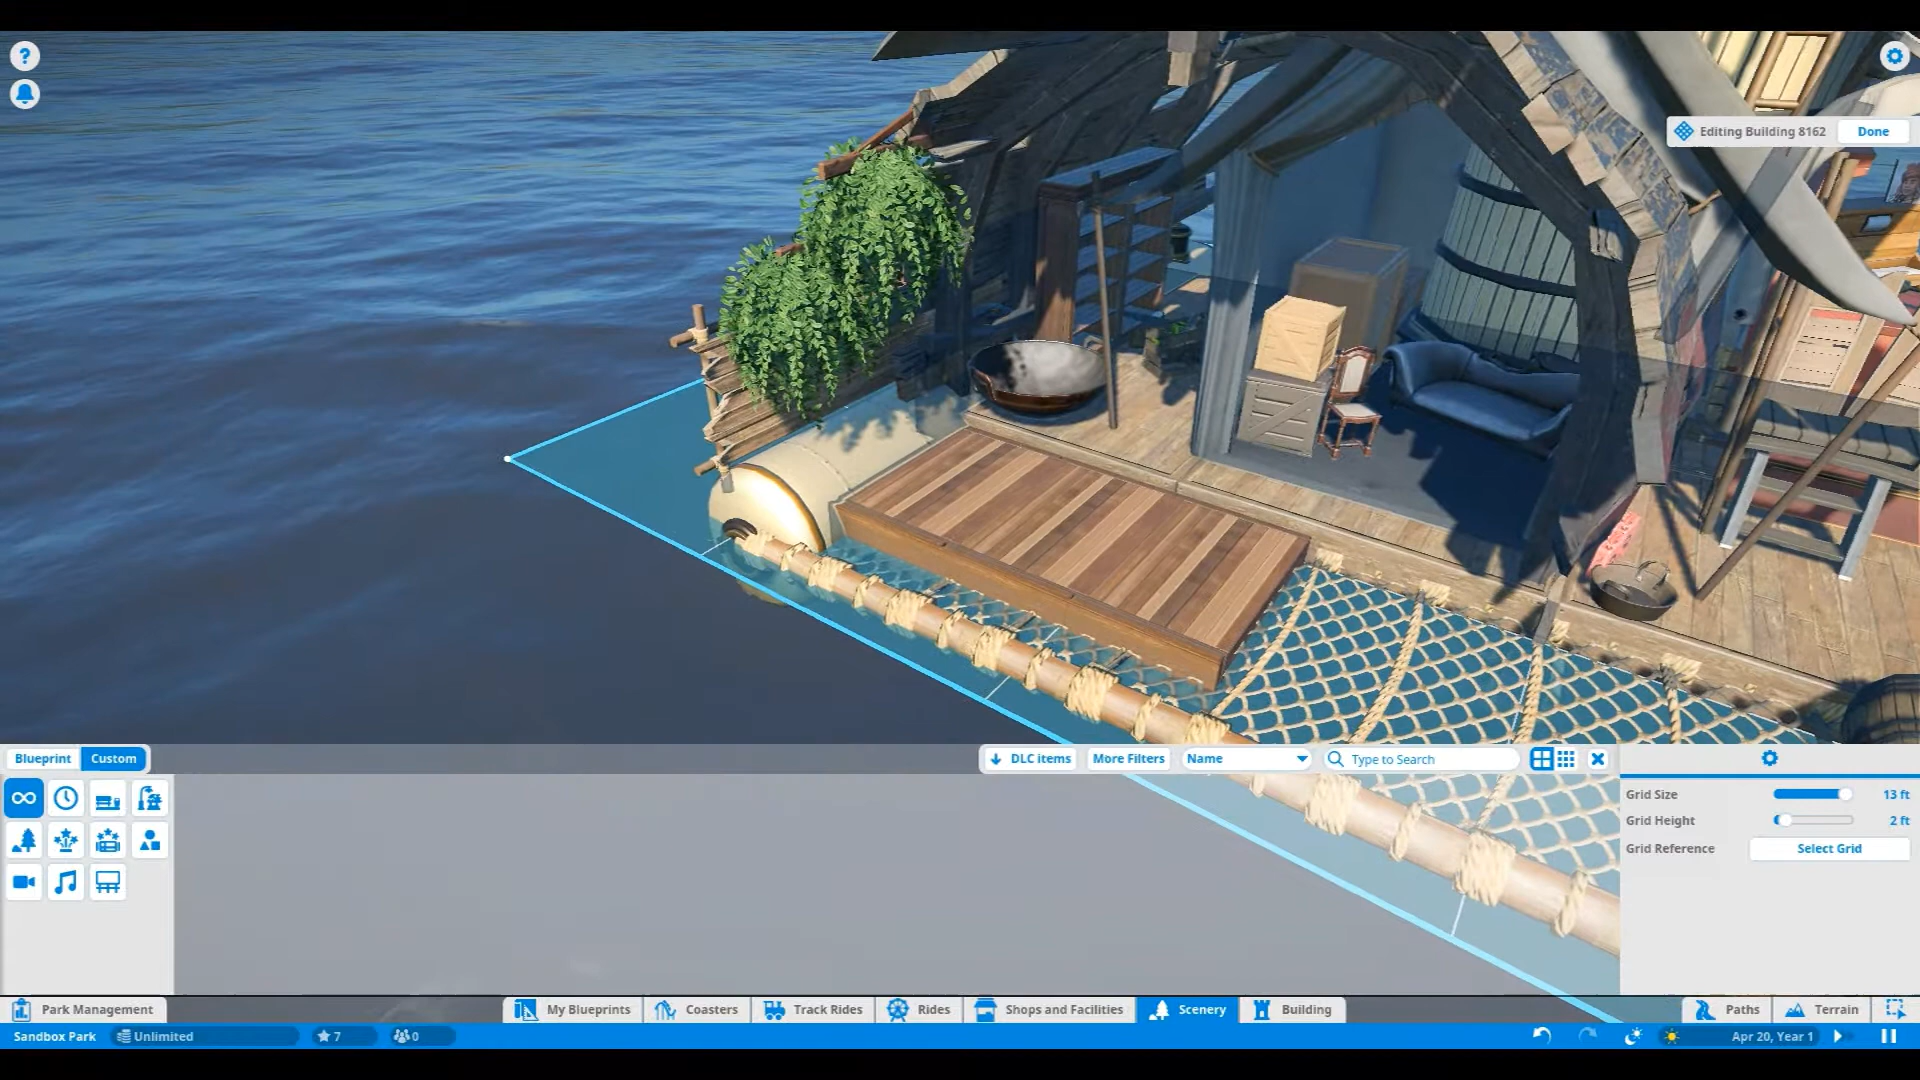 ?
Editing Building 8162
Done
Blueprint
Custom
DLC items
More Filters
Name
Type to Search
Grid Size
13 ft
Grid Height
2 ft
Grid Reference
Select Grid
Park Management
My Blueprints
Coasters
Track Rides
Rides
Shops and Facilities
Scenery
Building
Paths
Terrain
Sandbox Park
Unlimited
7
0
Apr 20, Year 1